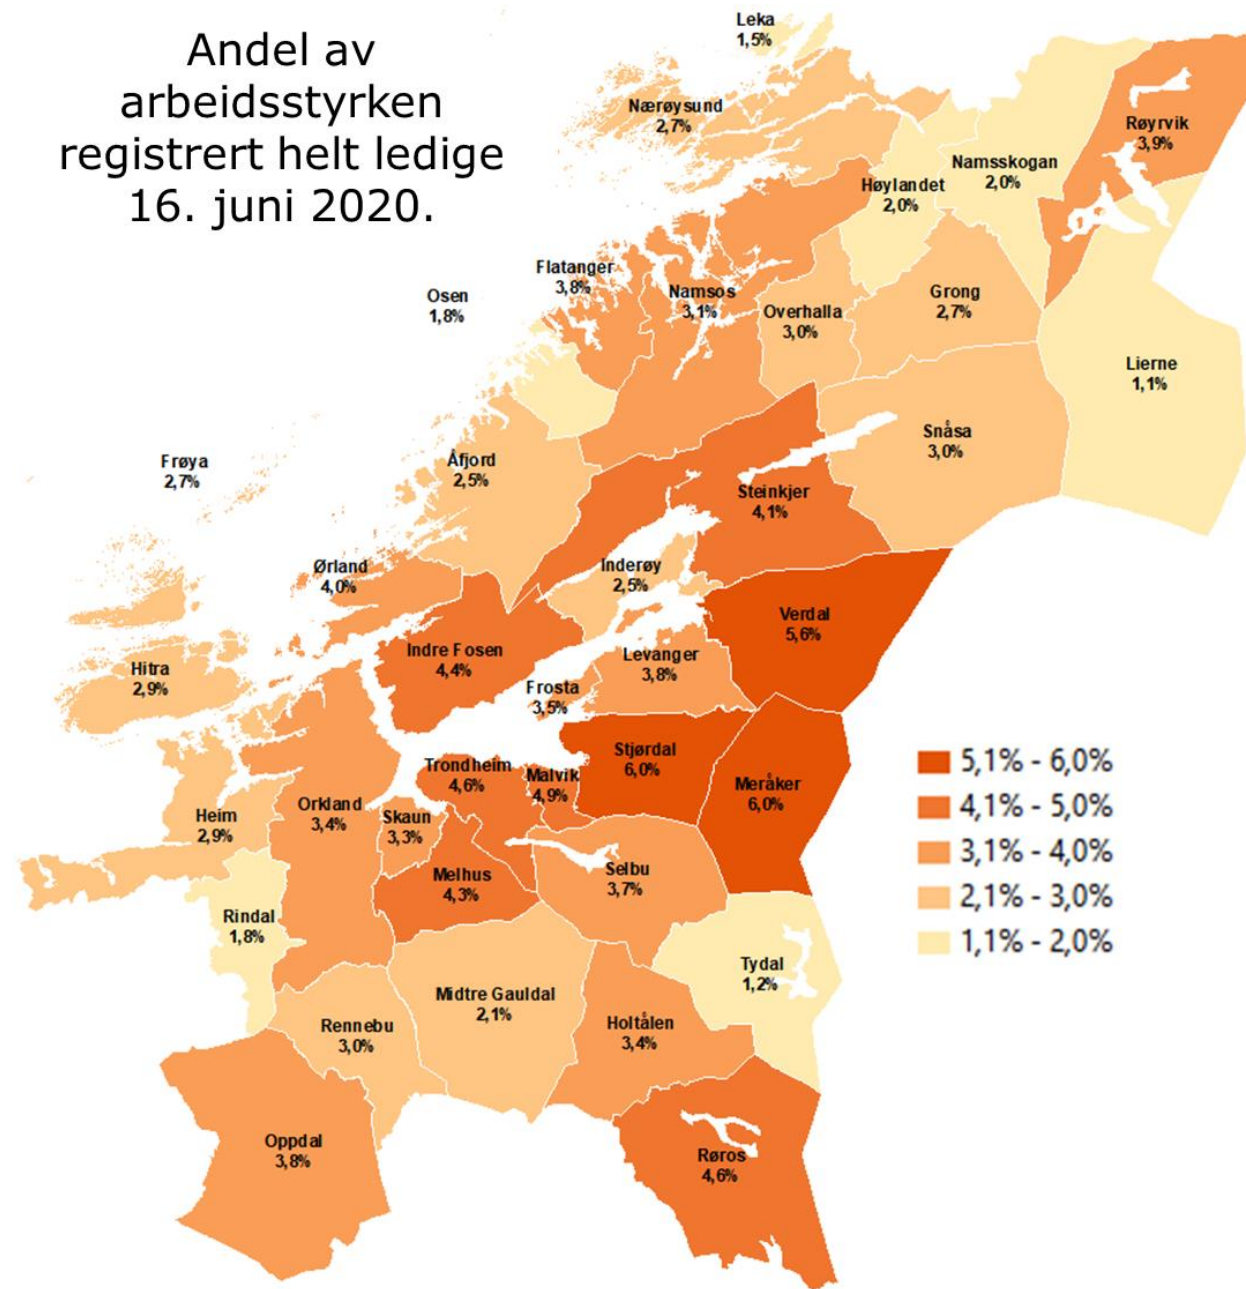 Andel av
arbeidsstyrken
registrert helt ledige
16. juni 2020.
Leka
1,5%
Nærøysund
2,7%
Røyrvik
3,9%
Namsskogan
2,0%
Høylandet
2,0%
Flatanger
3,8%
Osen
1,8%
Namsos
3,1%
Overhalla
3,0%
Grong
2,7%
Lierne
1,1%
Snåsa
3,0%
Frøya
2,7%
Åfjord
2,5%
Steinkjer
4,1%
Ørland
4,0%
Inderøy
2,5%
Verdal
5,6%
Indre Fosen
4,4%
Levanger
3,8%
Hitra
2,9%
Frosta
3,5%
Stjørdal
6,0%
Trondheim
4,6%
Malvik
4,9%
Meråker
6,0%
Orkland
3,4%
Heim
2,9%
Skaun
3,3%
Melhus
4,3%
Selbu
3,7%
Rindal
1,8%
Tydal
1,2%
Midtre Gauldal
2,1%
Rennebu
3,0%
Holtålen
3,4%
Oppdal
3,8%
Røros
4,6%
5,1% - 6,0%
4,1% - 5,0%
3,1% - 4,0%
2,1% - 3,0%
1,1% - 2,0%